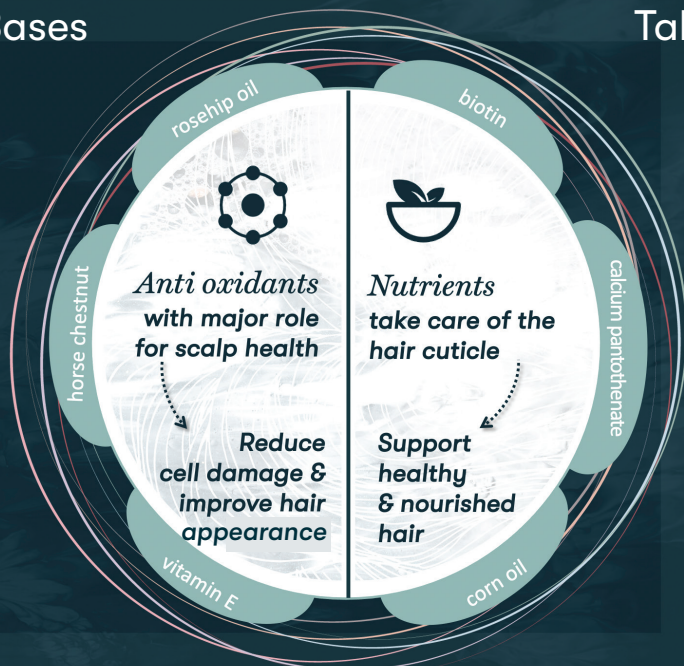 ases
Tal
rosehip oil
biotin
horse chestnut
calcium pantothenate
Anti oxidants
with major role
for scalp health
Reduce
cell damage &
improve hair
appearance
Nutrients
take care of the
hair cuticle
Support
healthy
& nourished
hair
vitamin E
corn oil